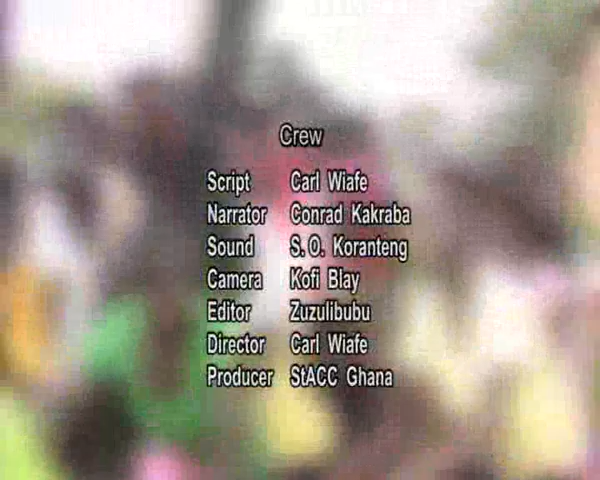 Crew
Script Carl Wiafe
Narrator Conrad Kakraba
Sound S. O. Koranteng
Camera Kofi Blay
Editor Zuzulibubu
Director Carl Wiafe
Producer StACC Ghana